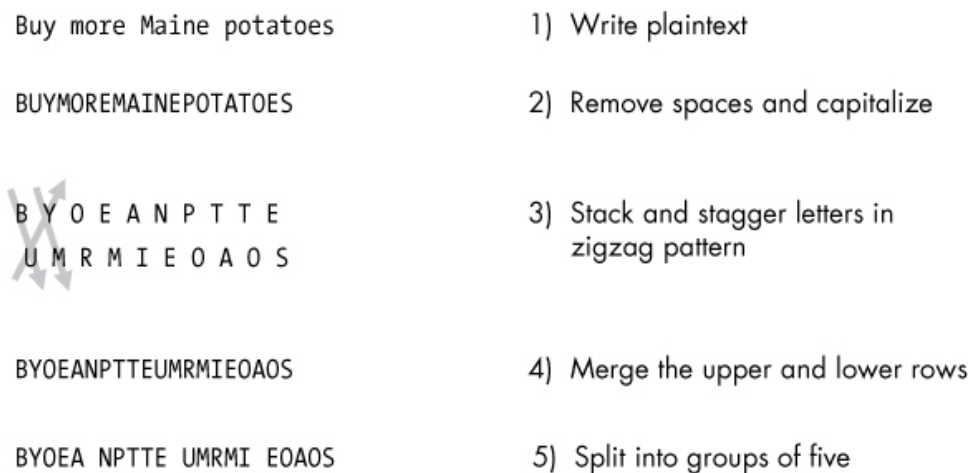 Buy more Maine potatoes 1) Write plaintext
BUYMOREMAINEPOTATOES 2) Remove spaces and capitalize
B Y O E A N P T T E 3) Stack and stagger letters in
U M R M I E O A O S zigzag pattern
BYOEANPTTEUMRMIEOAOS 4) Merge the upper and lower rows
BYOEA NPTTE UMRMI EOAOS 5) Split into groups of five